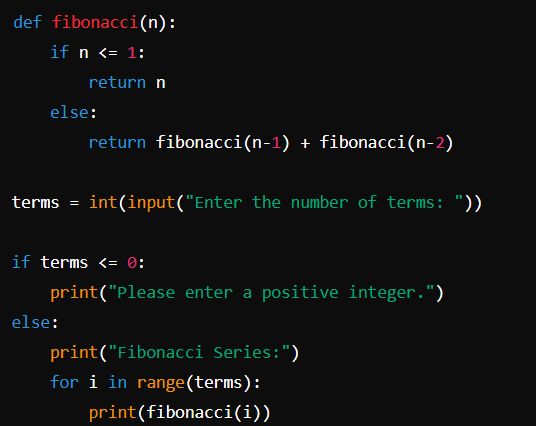 def fibonacci(n):
    if n <= 1:
        return n
    else:
        return fibonacci(n-1) + fibonacci(n-2)

terms = int(input("Enter the number of terms: "))

if terms <= 0:
    print("Please enter a positive integer.")
else:
    print("Fibonacci Series:")
    for i in range(terms):
        print(fibonacci(i))